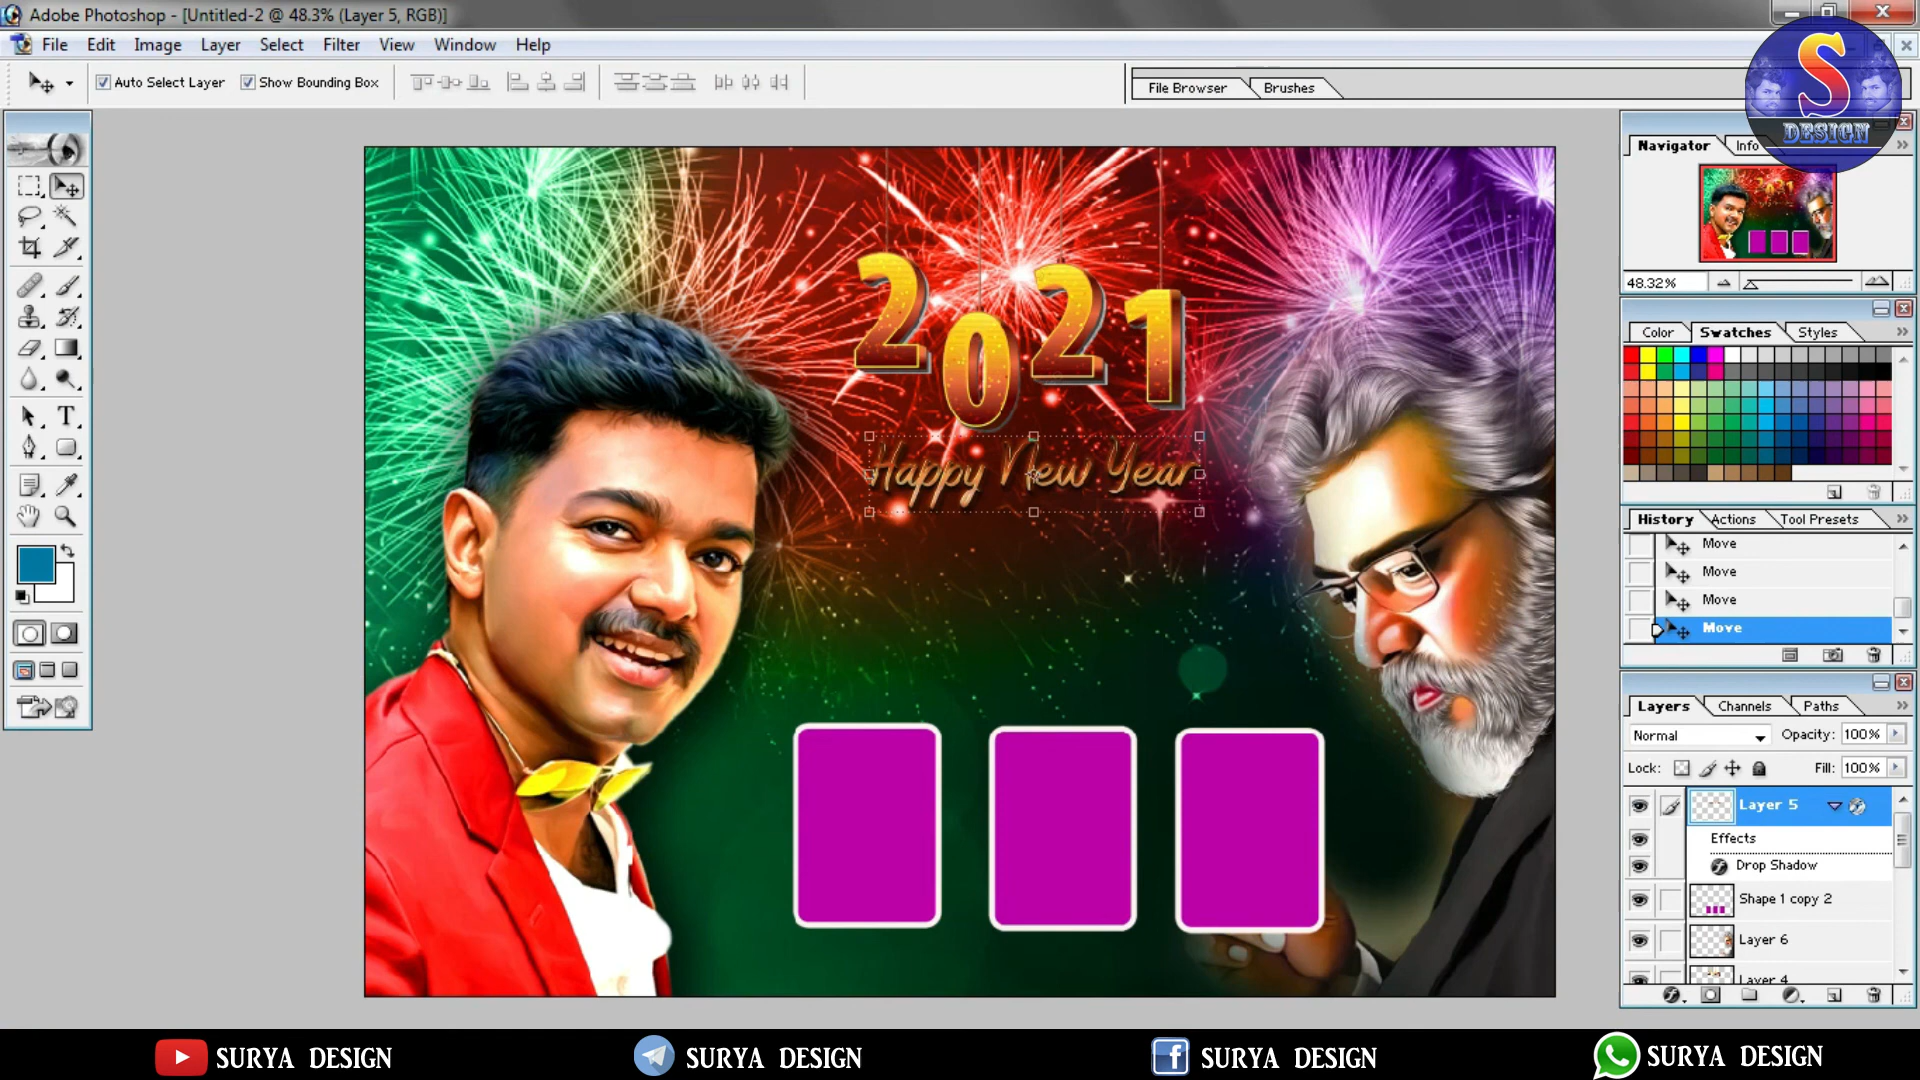 Adobe Photoshop - [Untitled-2 @ 48.3% (Layer 5, RGB)]
File Edit Image Layer Select Filter View Window Help
Auto Select Layer Show Bounding Box
File Browser Brushes
S
DESIGN
Navigator Info
48.32%
Color Swatches Styles
2021
Happy New Year
History Actions Tool Presets
Move
Move
Move
Move
Layers Channels Paths
Normal Opacity: 100%
Lock: Fill: 100%
Layer 5
Effects
Drop Shadow
Shape 1 copy 2
Layer 6
Layer 4
SURYA DESIGN SURYA DESIGN SURYA DESIGN SURYA DESIGN